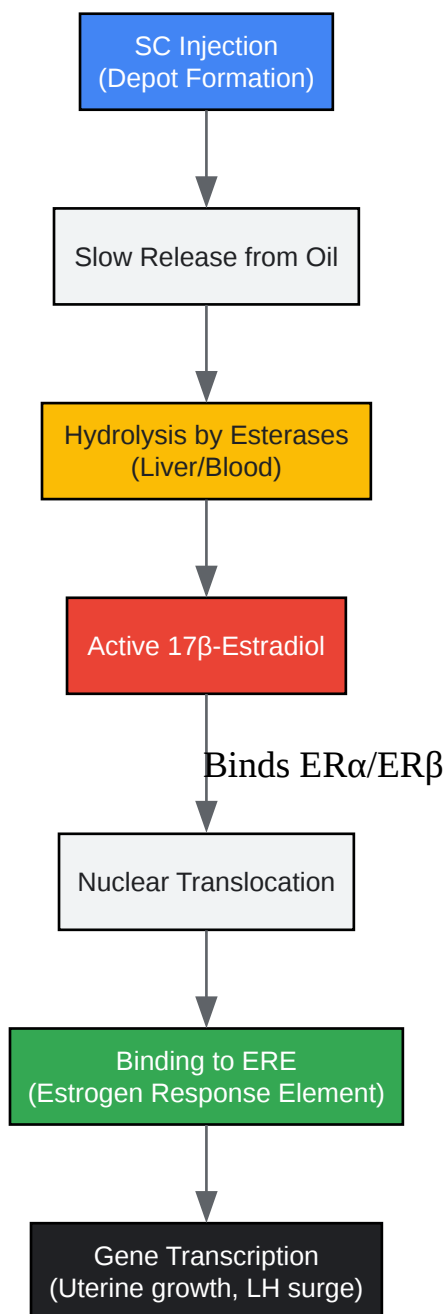 SC Injection
(Depot Formation)
Slow Release from Oil
Hydrolysis by Esterases
(Liver/Blood)
Active 17β-Estradiol
Binds ERα/ERβ
Nuclear Translocation
Binding to ERE
(Estrogen Response Element)
Gene Transcription
(Uterine growth, LH surge)